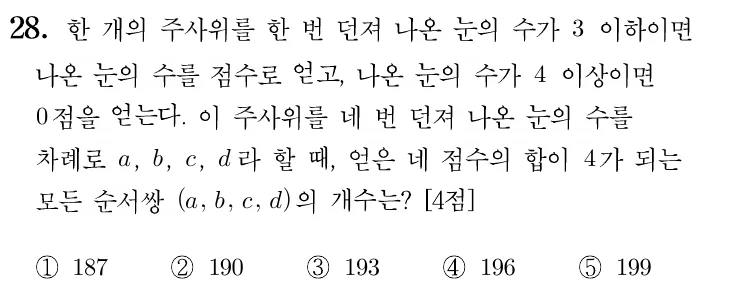 28. 한 개의 주사위를 한 번 던져 나온 눈의 수가 3 이하이면
나온 눈의 수를 점수로 얻고, 나온 눈의 수가 4 이상이면
0점을 얻는다. 이 주사위를 네 번 던져 나온 눈의 수를
차례로 a, b, c, d라 할 때, 얻은 네 점수의 합이 4가 되는
모든 순서쌍 (a, b, c, d)의 개수는? [4점]
① 187 ② 190 ③ 193 ④ 196 ⑤ 199